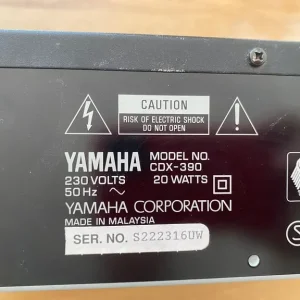 CAUTION
RISK OF ELECTRIC SHOCK
DO NOT OPEN
YAMAHA MODEL NO.
CDX-390
230 VOLTS 20 WATTS
50 Hz
YAMAHA CORPORATION
MADE IN MALAYSIA
SER. NO. S222316UW
S